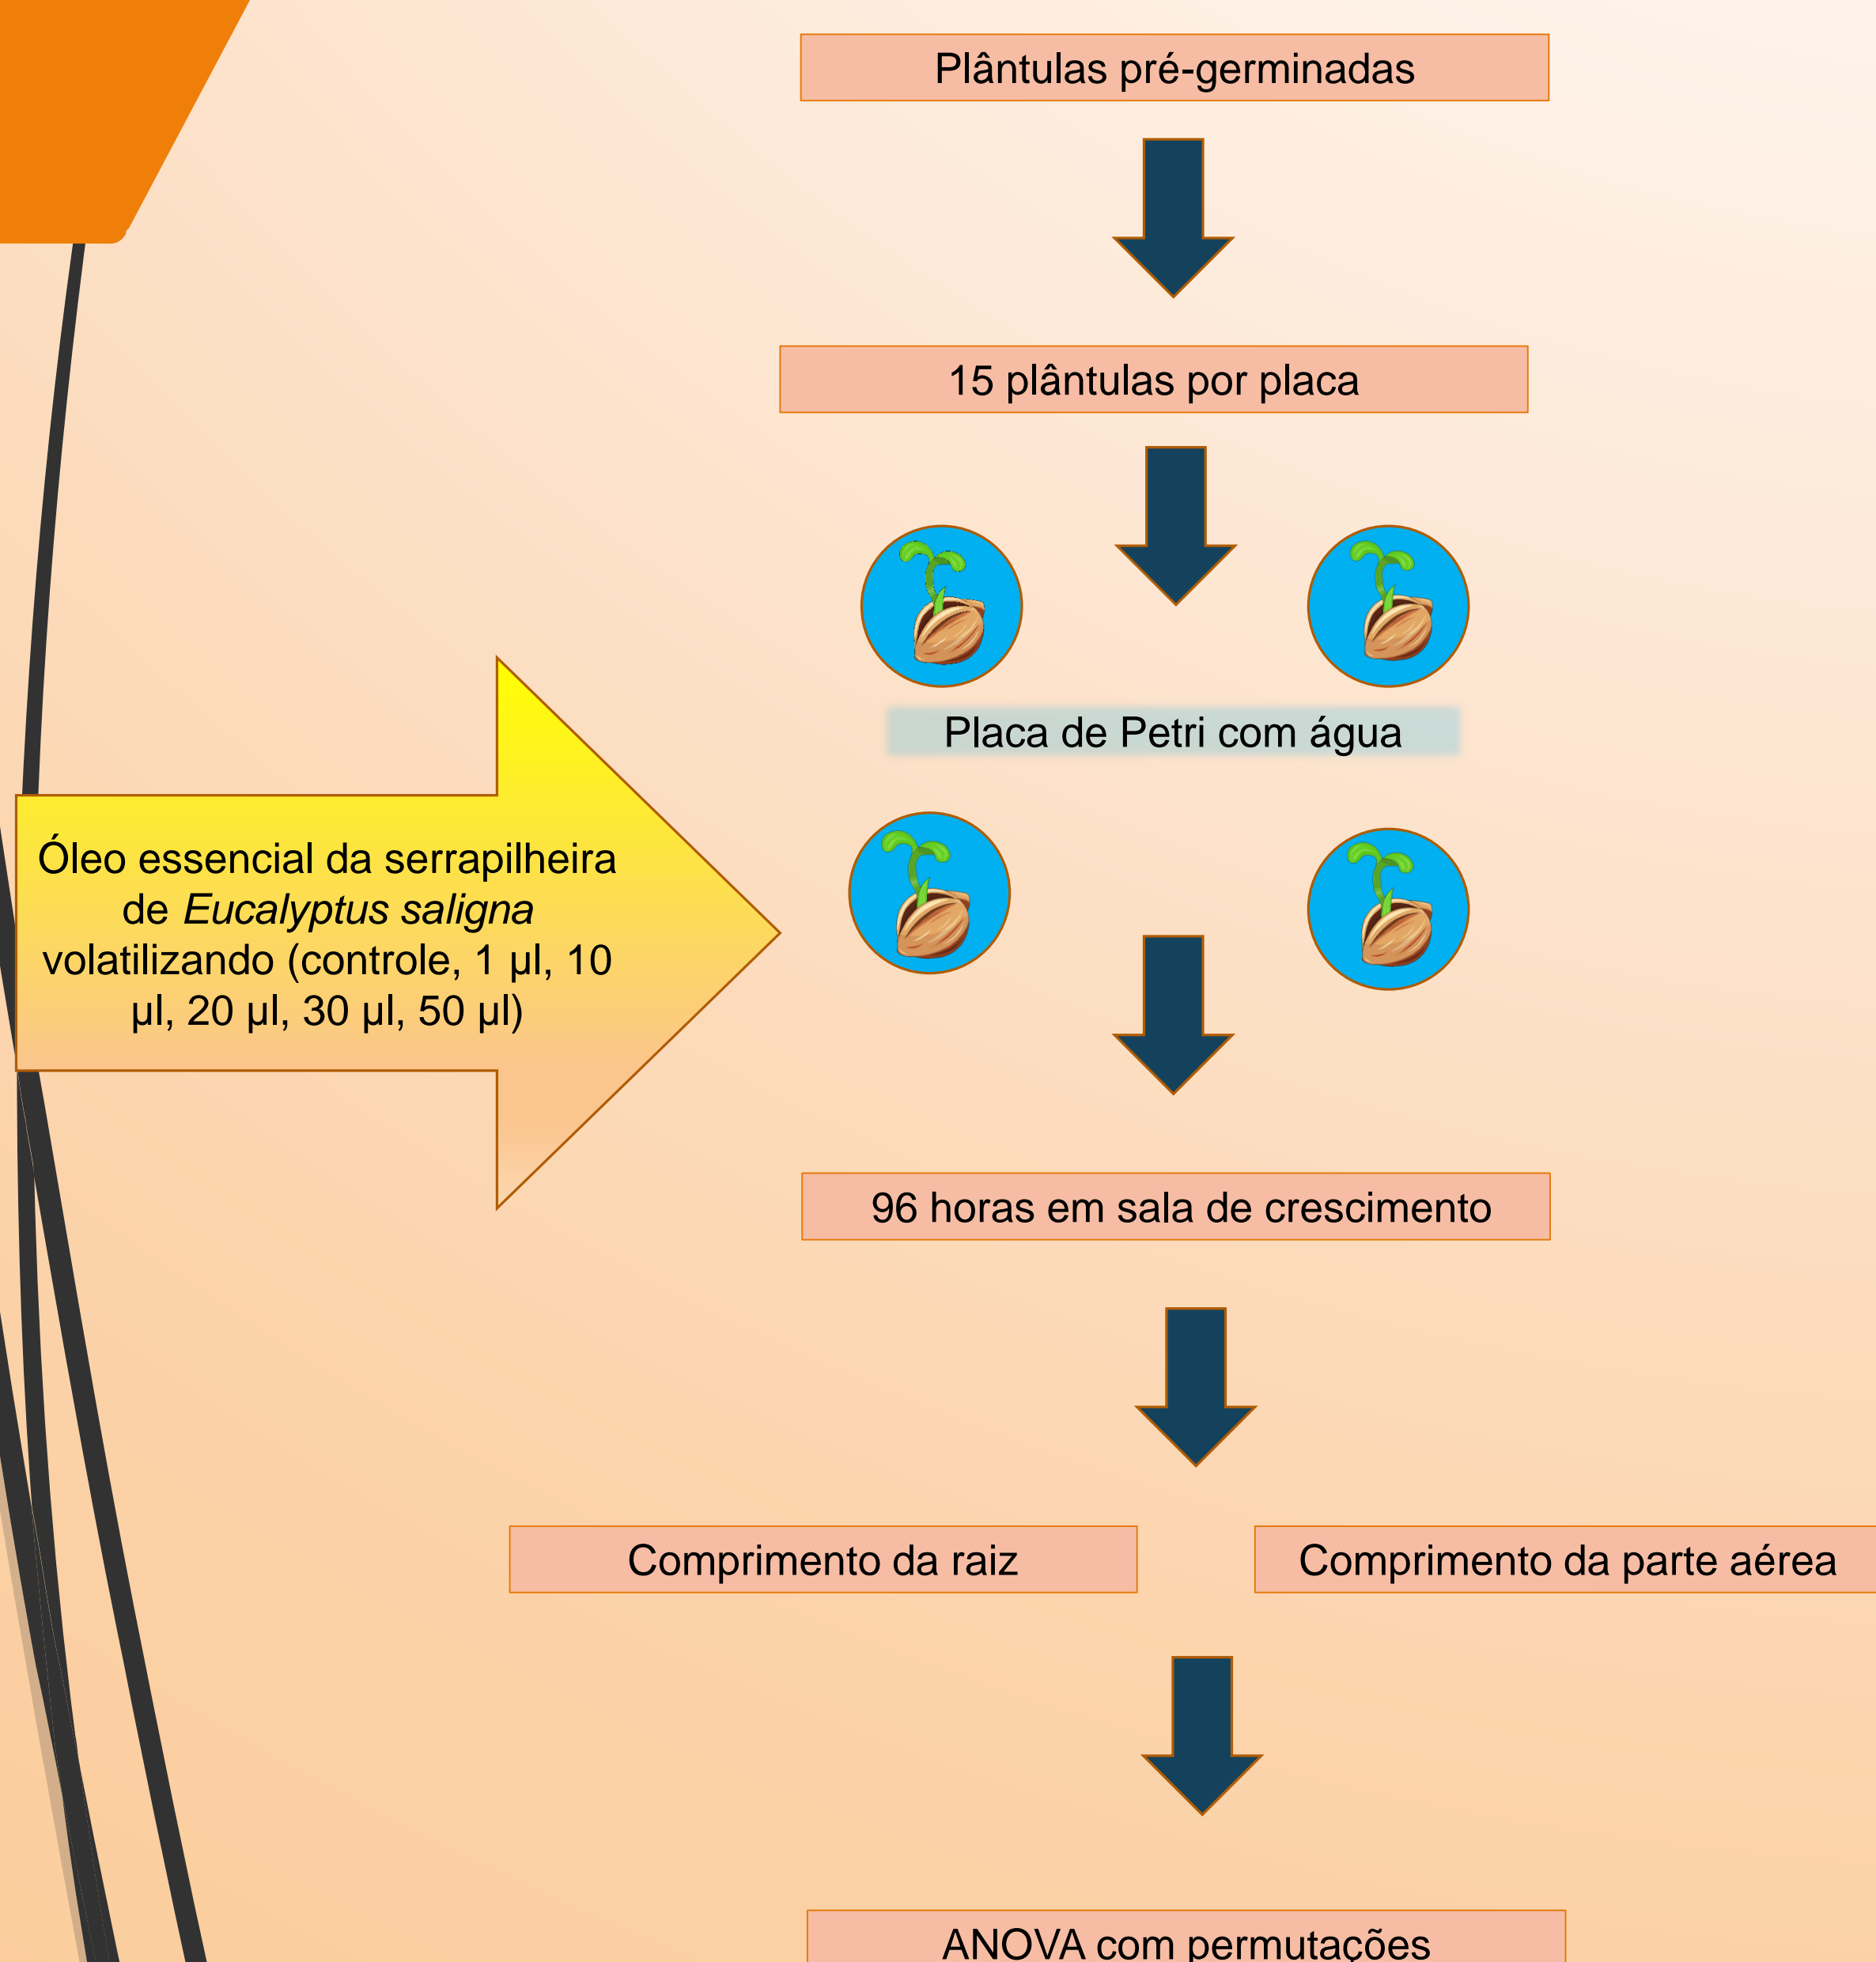 Plântulas pré-germinadas
15 plântulas por placa
Placa de Petri com água
Óleo essencial da serrapilheira
de Eucalyptus saligna
volatilizando (controle, 1 µl, 10
µl, 20 µl, 30 µl, 50 µl)
96 horas em sala de crescimento
Comprimento da raiz
Comprimento da parte aérea
ANOVA com permutações